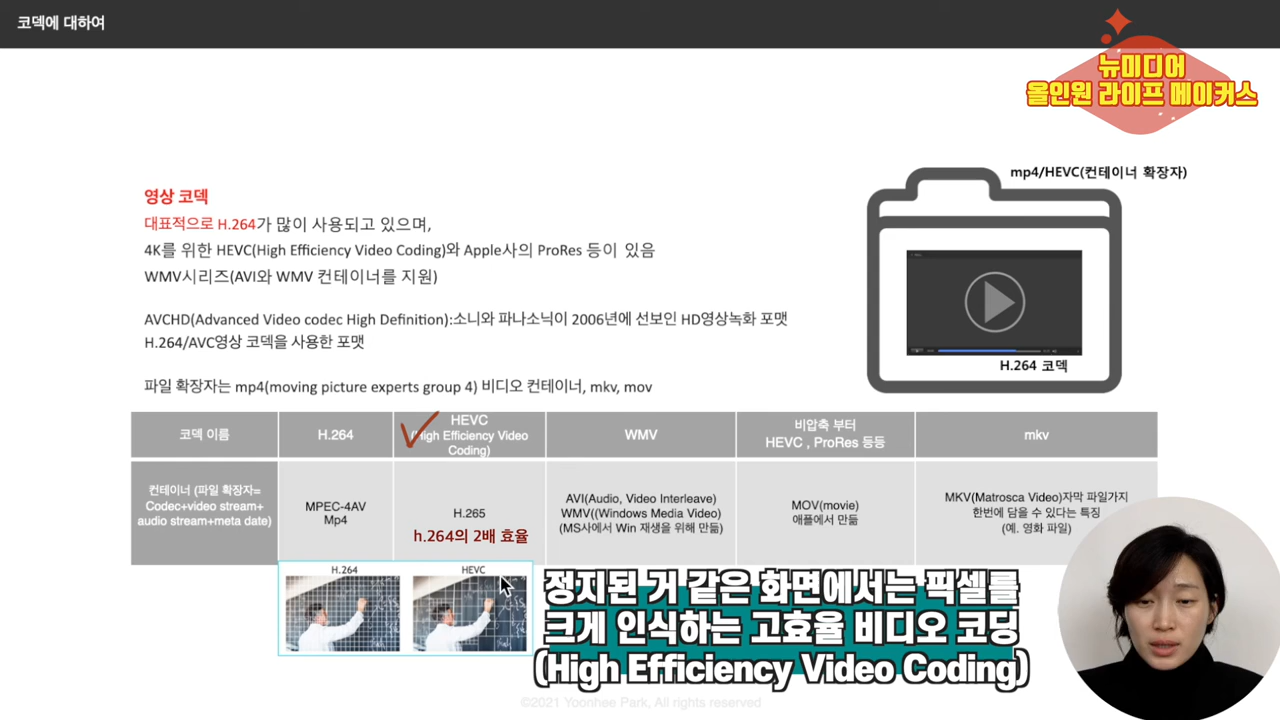 코덱에 대하여
뉴미디어
올인원 라이프 메이커스
영상 코덱
대표적으로 H.264가 많이 사용되고 있으며,
4K를 위한 HEVC(High Efficiency Video Coding)와 Apple사의 ProRes 등이 있음
WMV시리즈(AVI와 WMV 컨테이너를 지원)
AVCHD(Advanced Video codec High Definition):소니와 파나소닉이 2006년에 선보인 HD영상녹화 포맷
H.264/AVC영상 코덱을 사용한 포맷
파일 확장자는 mp4(moving picture experts group 4) 비디오 컨테이너, mkv, mov
mp4/HEVC(컨테이너 확장자)
H.264 코덱
코덱 이름
H.264
HEVC
(High Efficiency Video
Coding)
WMV
비압축 부터
HEVC , ProRes 등등
mkv
컨테이너 (파일 확장자=
Codec+video stream+
audio stream+meta date)
MPEC-4AV
Mp4
H.265
h.264의 2배 효율
AVI(Audio, Video Interleave)
WMV((Windows Media Video)
(MS사에서 Win 재생을 위해 만듦)
MOV(movie)
애플에서 만듦
MKV(Matrosca Video)자막 파일가지
한번에 담을 수 있다는 특징
(예. 영화 파일)
H.264
HEVC
정지된 거 같은 화면에서는 픽셀를
크게 인식하는 고효율 비디오 코딩
(High Efficiency Video Coding)
©2021 Yoonhee Park, All rights reserved